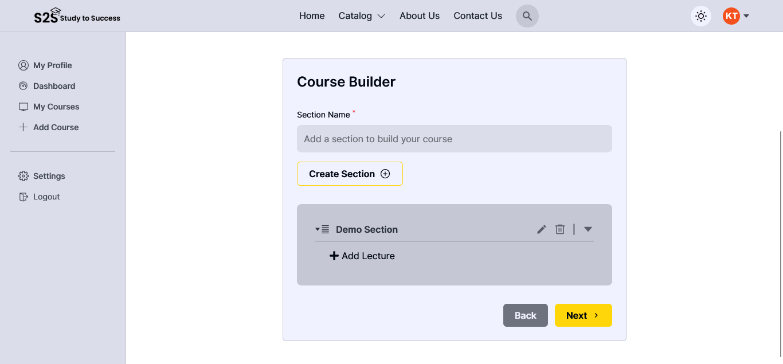 S2S Study to Success
Home Catalog About Us Contact Us
KT
My Profile
Dashboard
My Courses
Add Course
Settings
Logout
Course Builder
Section Name *
Add a section to build your course
Create Section
Demo Section
Add Lecture
Back Next